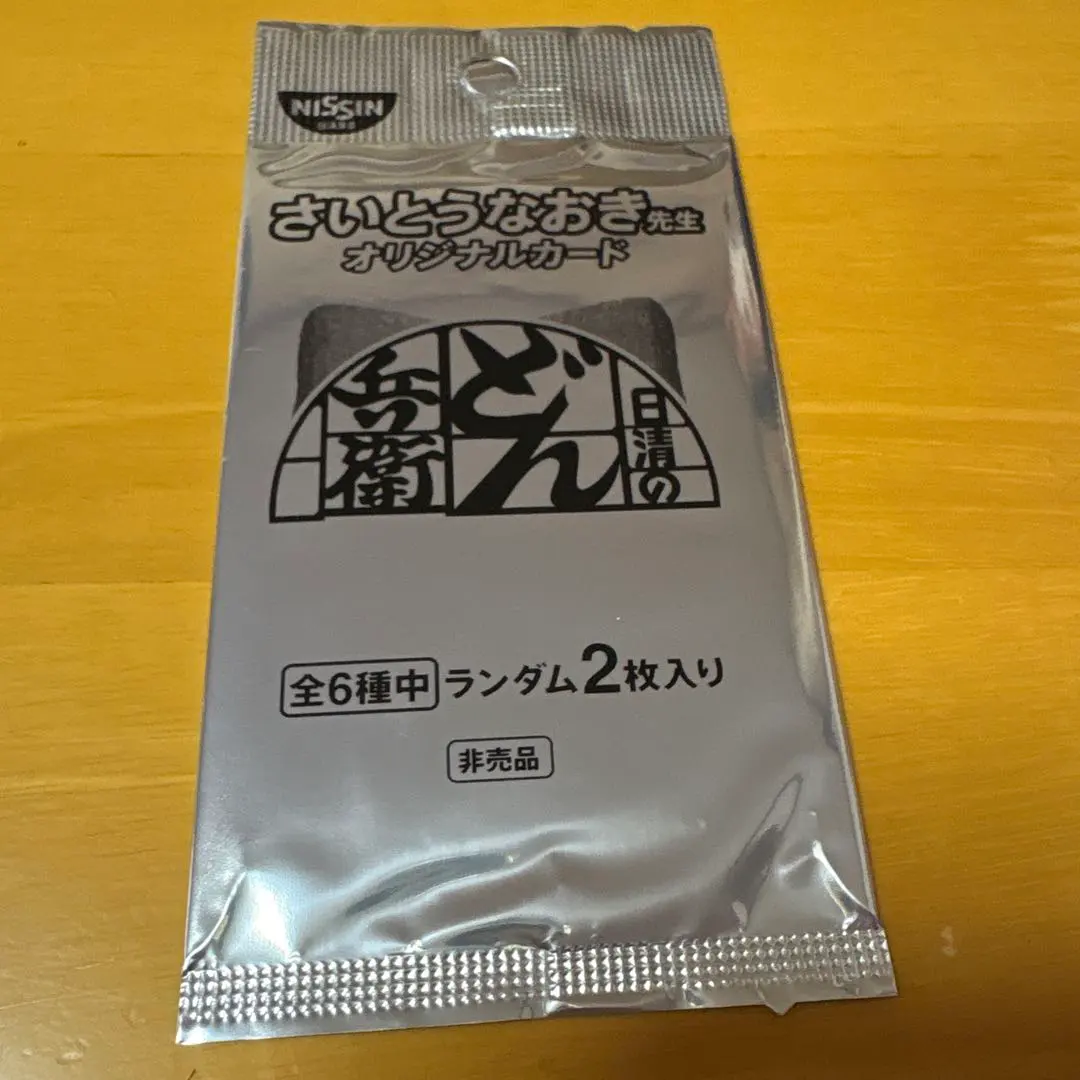 NISSIN
さいとうなおき先生
オリジナルカード
日清の
どん
兵衛
全6種中 ランダム2枚入り
非売品